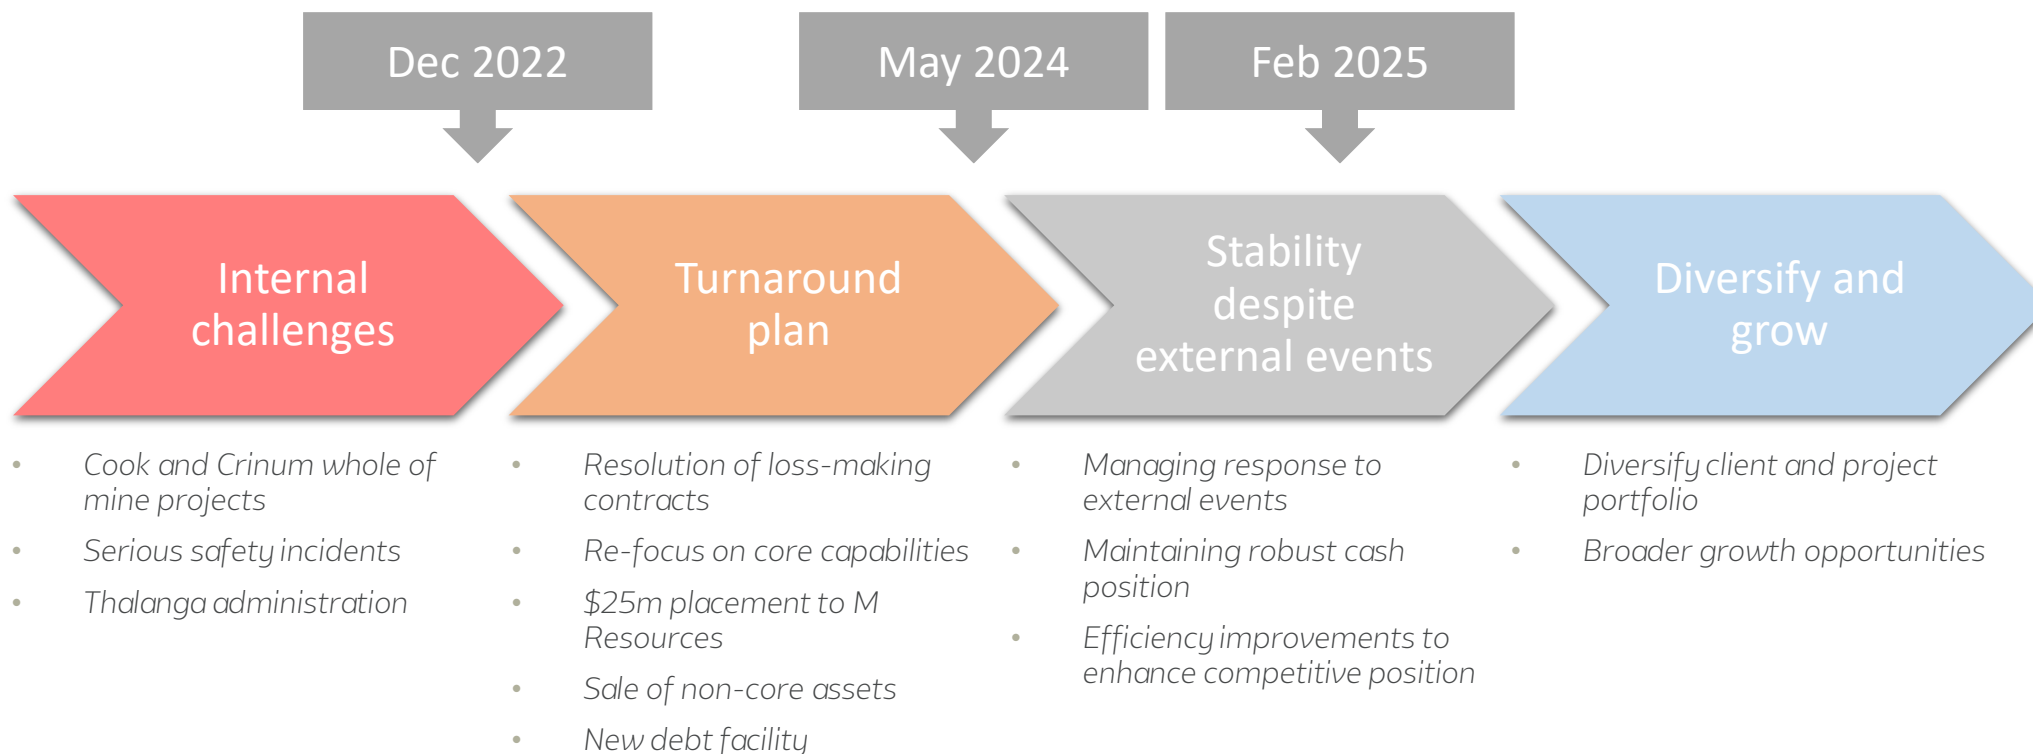 Dec 2022
May 2024
Feb 2025
Internal
challenges
Turnaround
plan
Stability
despite
external events
Diversify and
grow
• Cook and Crinum whole of
mine projects
• Serious safety incidents
• Thalanga administration
• Resolution of loss-making
contracts
• Re-focus on core capabilities
• $25m placement to M
Resources
• Sale of non-core assets
• New debt facility
• Managing response to
external events
• Maintaining robust cash
position
• Efficiency improvements to
enhance competitive position
• Diversify client and project
portfolio
• Broader growth opportunities